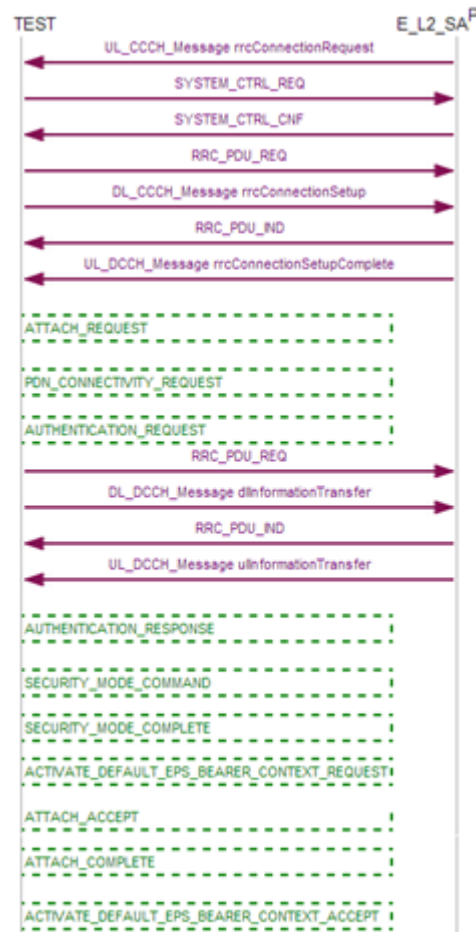 TEST E_L2_SAP
UL_CCCH_Message rrcConnectionRequest
SYSTEM_CTRL_REQ
SYSTEM_CTRL_CNF
RRC_PDU_REQ
DL_CCCH_Message rrcConnectionSetup
RRC_PDU_IND
UL_DCCH_Message rrcConnectionSetupComplete
ATTACH_REQUEST
PDN_CONNECTIVITY_REQUEST
AUTHENTICATION_REQUEST
RRC_PDU_REQ
DL_DCCH_Message dlInformationTransfer
RRC_PDU_IND
UL_DCCH_Message ulInformationTransfer
AUTHENTICATION_RESPONSE
SECURITY_MODE_COMMAND
SECURITY_MODE_COMPLETE
ACTIVATE_DEFAULT_EPS_BEARER_CONTEXT_REQUEST
ATTACH_ACCEPT
ATTACH_COMPLETE
ACTIVATE_DEFAULT_EPS_BEARER_CONTEXT_ACCEPT